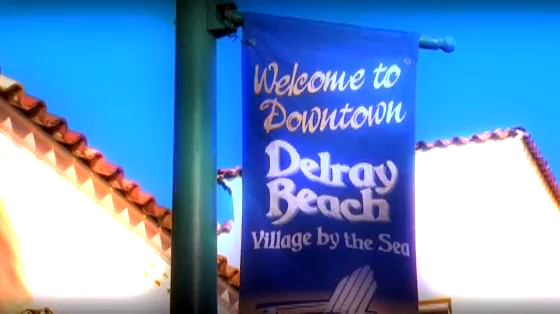 Welcome to
Downtown
Delray
Beach
Village by the Sea